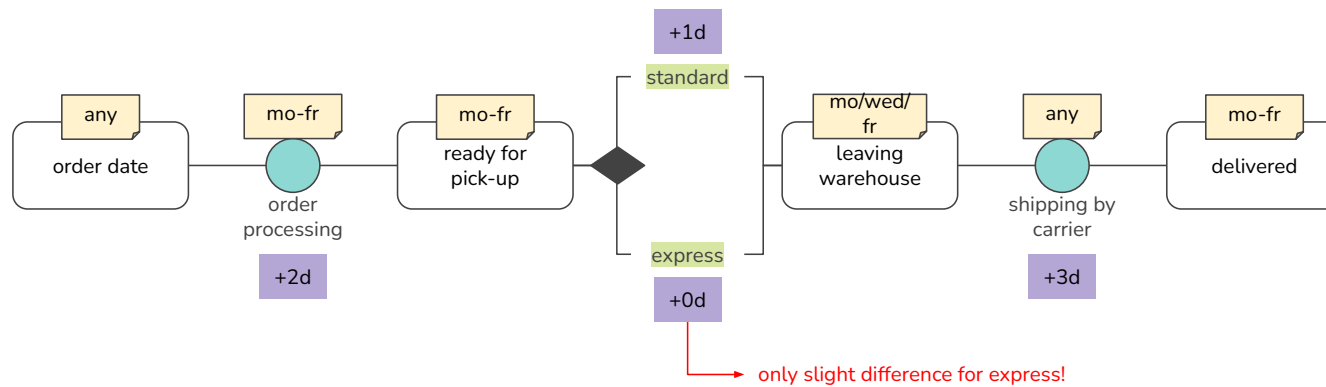 any
order date
mo-fr
order
processing
+2d
mo-fr
ready for
pick-up
+1d
standard
express
+0d
only slight difference for express!
mo/wed/
fr
leaving
warehouse
any
shipping by
carrier
+3d
mo-fr
delivered